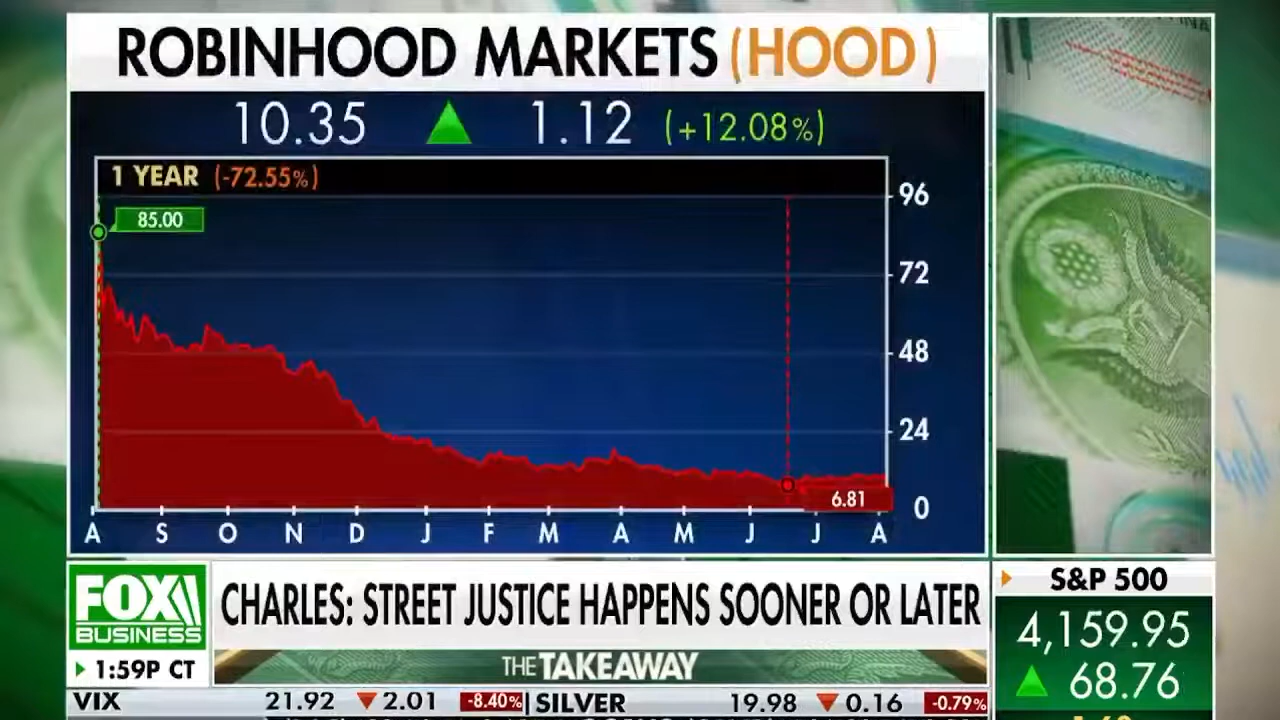 ROBINHOOD MARKETS (HOOD)
10.35 ▲ 1.12 (+12.08%)
1 YEAR (-72.55%)
85.00
96
72
48
24
0
6.81
A S O N D J F M A M J J A
FOX
BUSINESS
CHARLES: STREET JUSTICE HAPPENS SOONER OR LATER
1:59P CT
THE TAKEAWAY
S&P 500
4,159.95
▲ 68.76
VIX 21.92 ▼ 2.01 -8.40% SILVER 19.98 ▼ 0.16 -0.79%